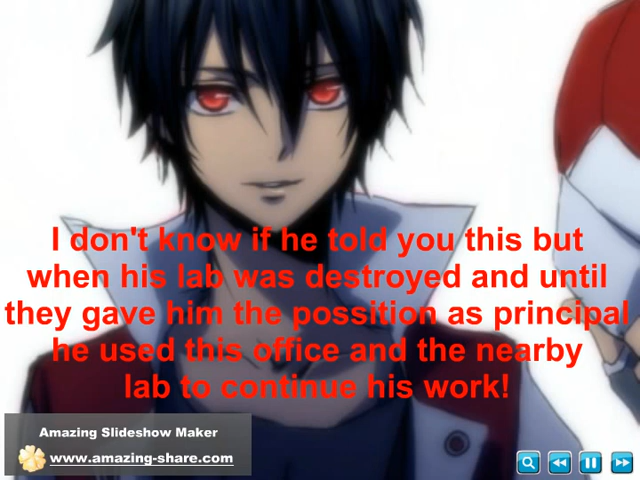 I don't know if he told you this but
when his lab was destroyed and until
they gave him the possition as principal
he used this office and the nearby
lab to continue his work!
Amazing Slideshow Maker
www.amazing-share.com